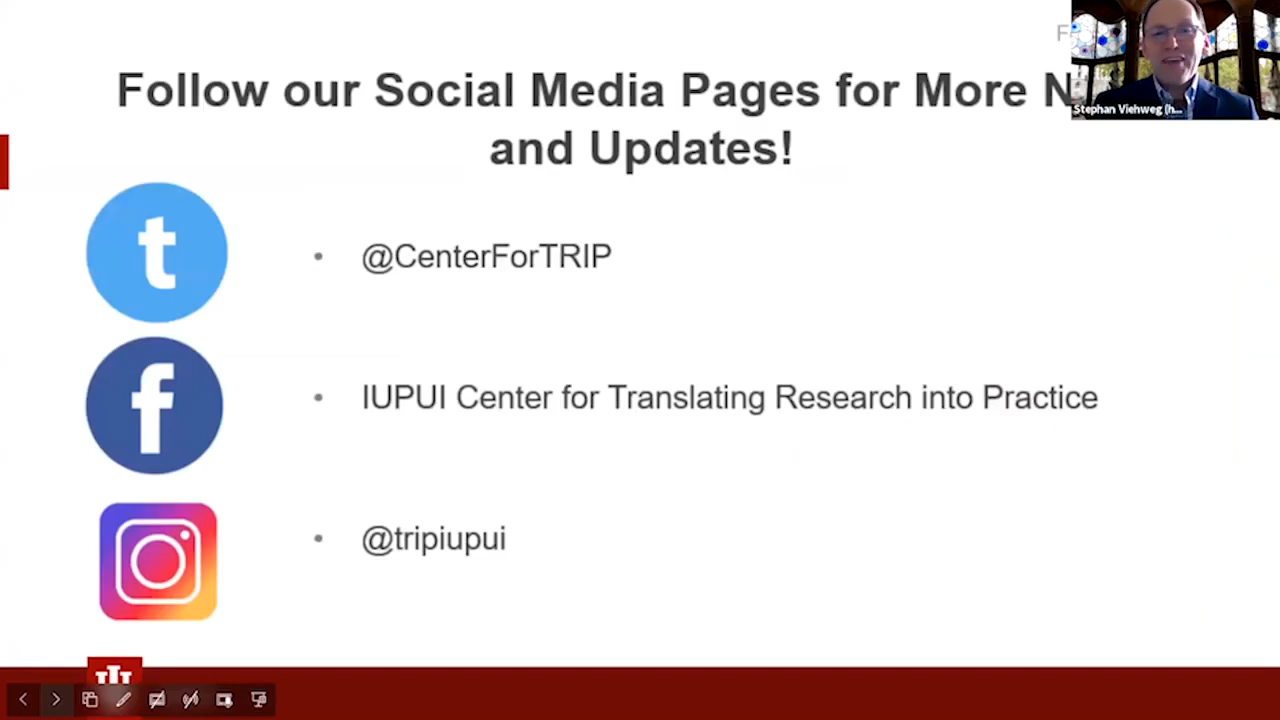 Follow our Social Media Pages for More N
and Updates!
Stephan Viehweg (h...
@CenterForTRIP
IUPUI Center for Translating Research into Practice
@tripiupui